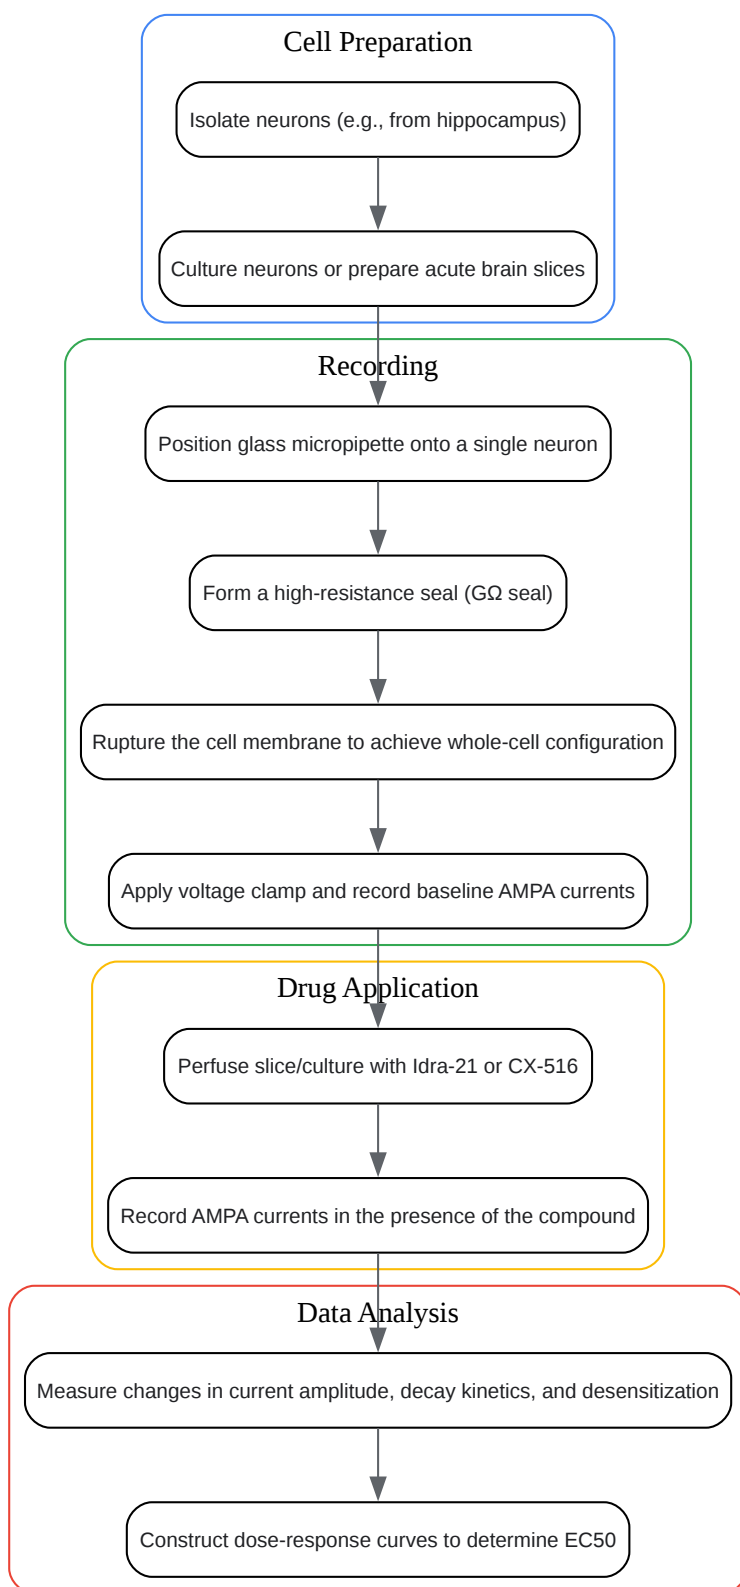 Cell Preparation
Isolate neurons (e.g., from hippocampus)
Culture neurons or prepare acute brain slices
Recording
Position glass micropipette onto a single neuron
Form a high-resistance seal (GΩ seal)
Rupture the cell membrane to achieve whole-cell configuration
Apply voltage clamp and record baseline AMPA currents
Drug Application
Perfuse slice/culture with Idra-21 or CX-516
Record AMPA currents in the presence of the compound
Data Analysis
Measure changes in current amplitude, decay kinetics, and desensitization
Construct dose-response curves to determine EC50